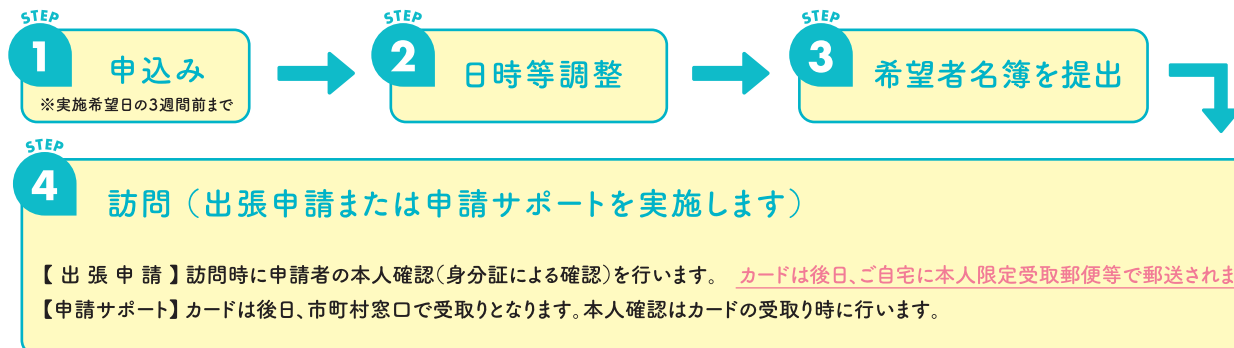 STEP
1
申込み
※実施希望日の3週間前まで
STEP
2
日時等調整
STEP
3
希望者名簿を提出
STEP
4
訪問（出張申請または申請サポートを実施します）
【出張申請】訪問時に申請者の本人確認(身分証による確認)を行います。 カードは後日、ご自宅に本人限定受取郵便等で郵送されま
【申請サポート】カードは後日、市町村窓口で受取りとなります。本人確認はカードの受取り時に行います。